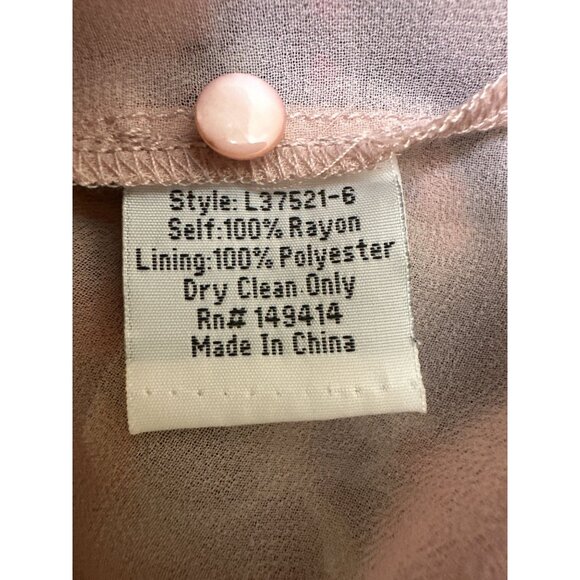 Style: L37521-6
Self:100% Rayon
Lining:100% Polyester
Dry Clean Only
Rn# 149414
Made In China